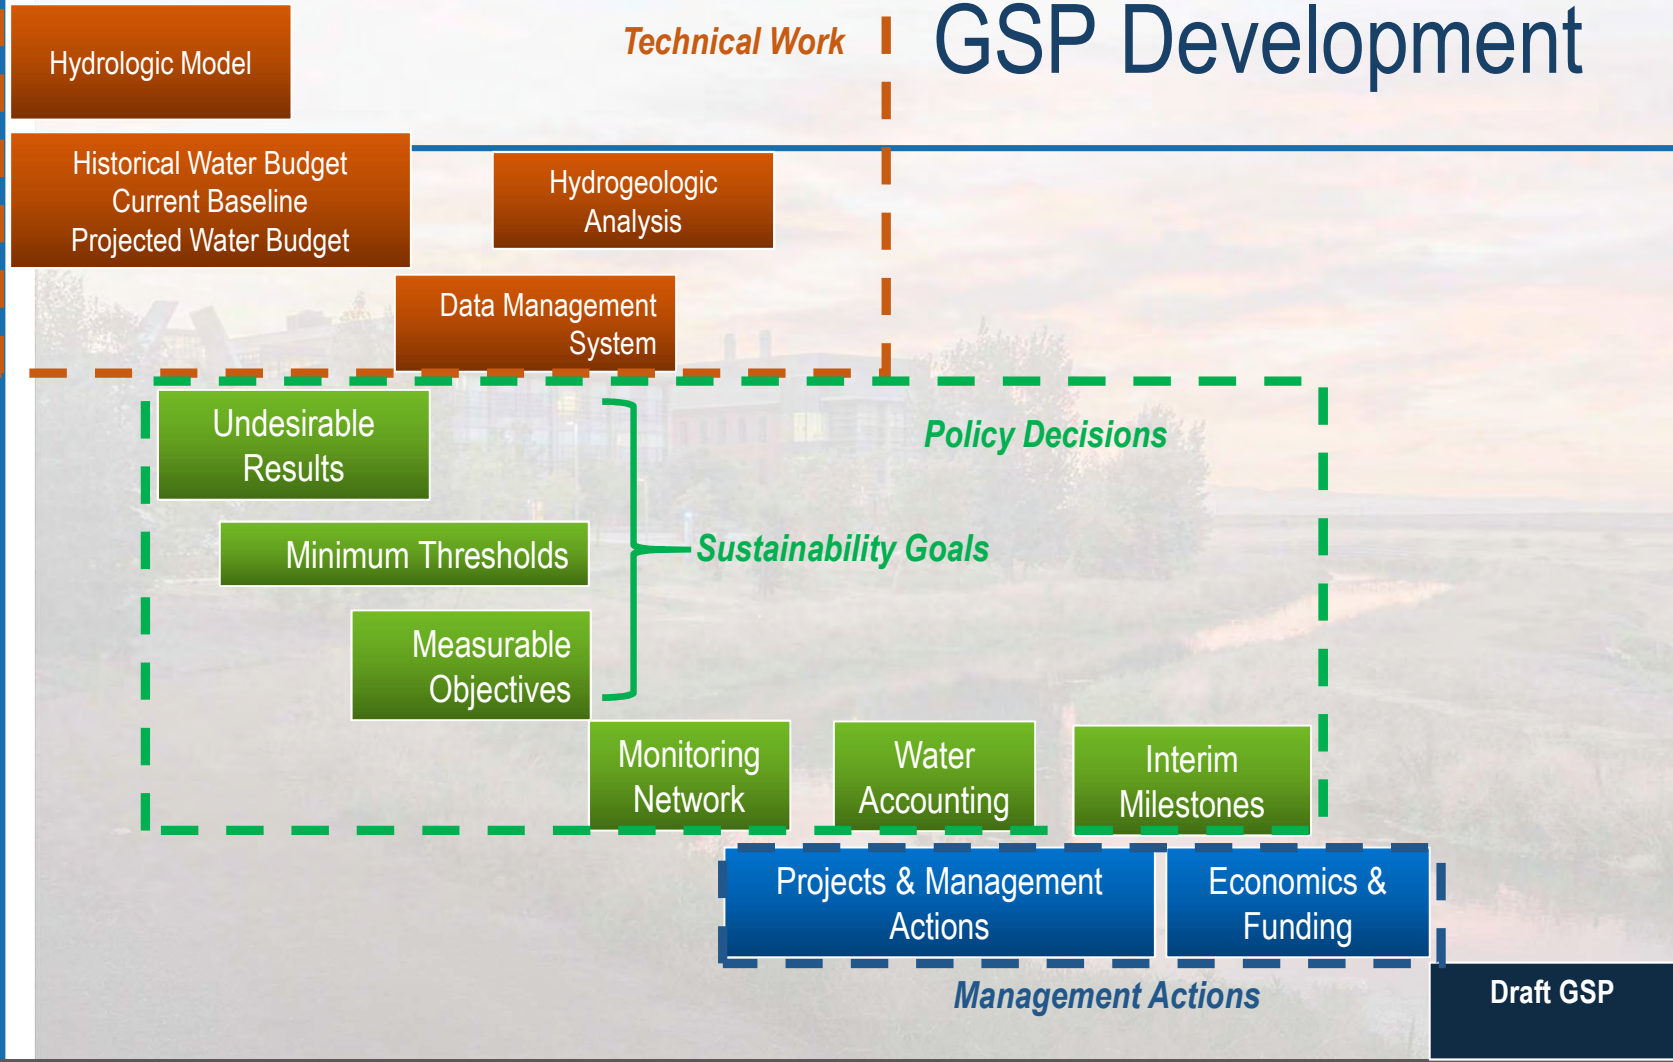 GSP Development
Technical Work
Hydrologic Model
Historical Water Budget
Current Baseline
Projected Water Budget
Hydrogeologic
Analysis
Data Management
System
Policy Decisions
Undesirable
Results
Minimum Thresholds
Sustainability Goals
Measurable
Objectives
Monitoring
Network
Water
Accounting
Interim
Milestones
Projects & Management
Actions
Economics &
Funding
Management Actions
Draft GSP